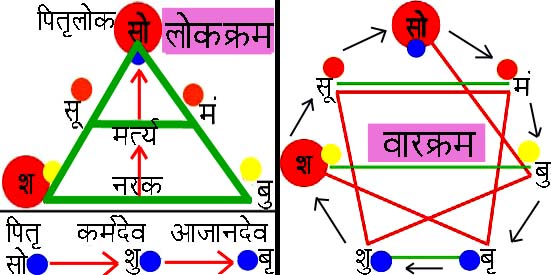 पितृलोक सो लोकक्रम
सू मं
मर्त्य
श नरक बु
पितृ कर्मदेव आजानदेव
सो शु बृ
सो
सू मं
वारक्रम
श बु
शु बृ